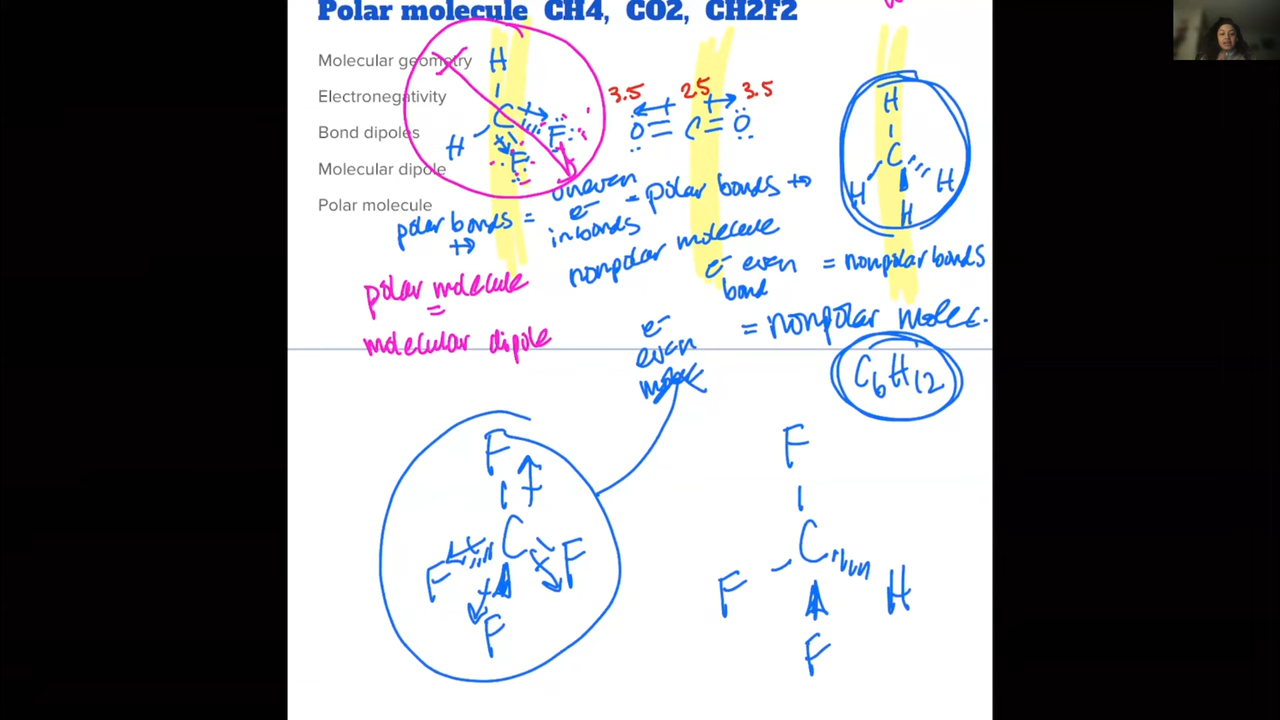 Polar molecule CH4, CO2, CH2F2
Molecular geometry
Electronegativity
Bond dipoles
Molecular dipole
Polar molecule
H
C
H
F
F
3.5 2.5 3.5
O = C = O
H
C
H H
H
polar bonds =
uneven
e-
in bonds
= polar bonds
nonpolar molecule
e- even
bond
= nonpolar bonds
= nonpolar molec.
polar molecule
=
molecular dipole
e-
even
C6H12
F
C
F F
F
F
C
F H
F